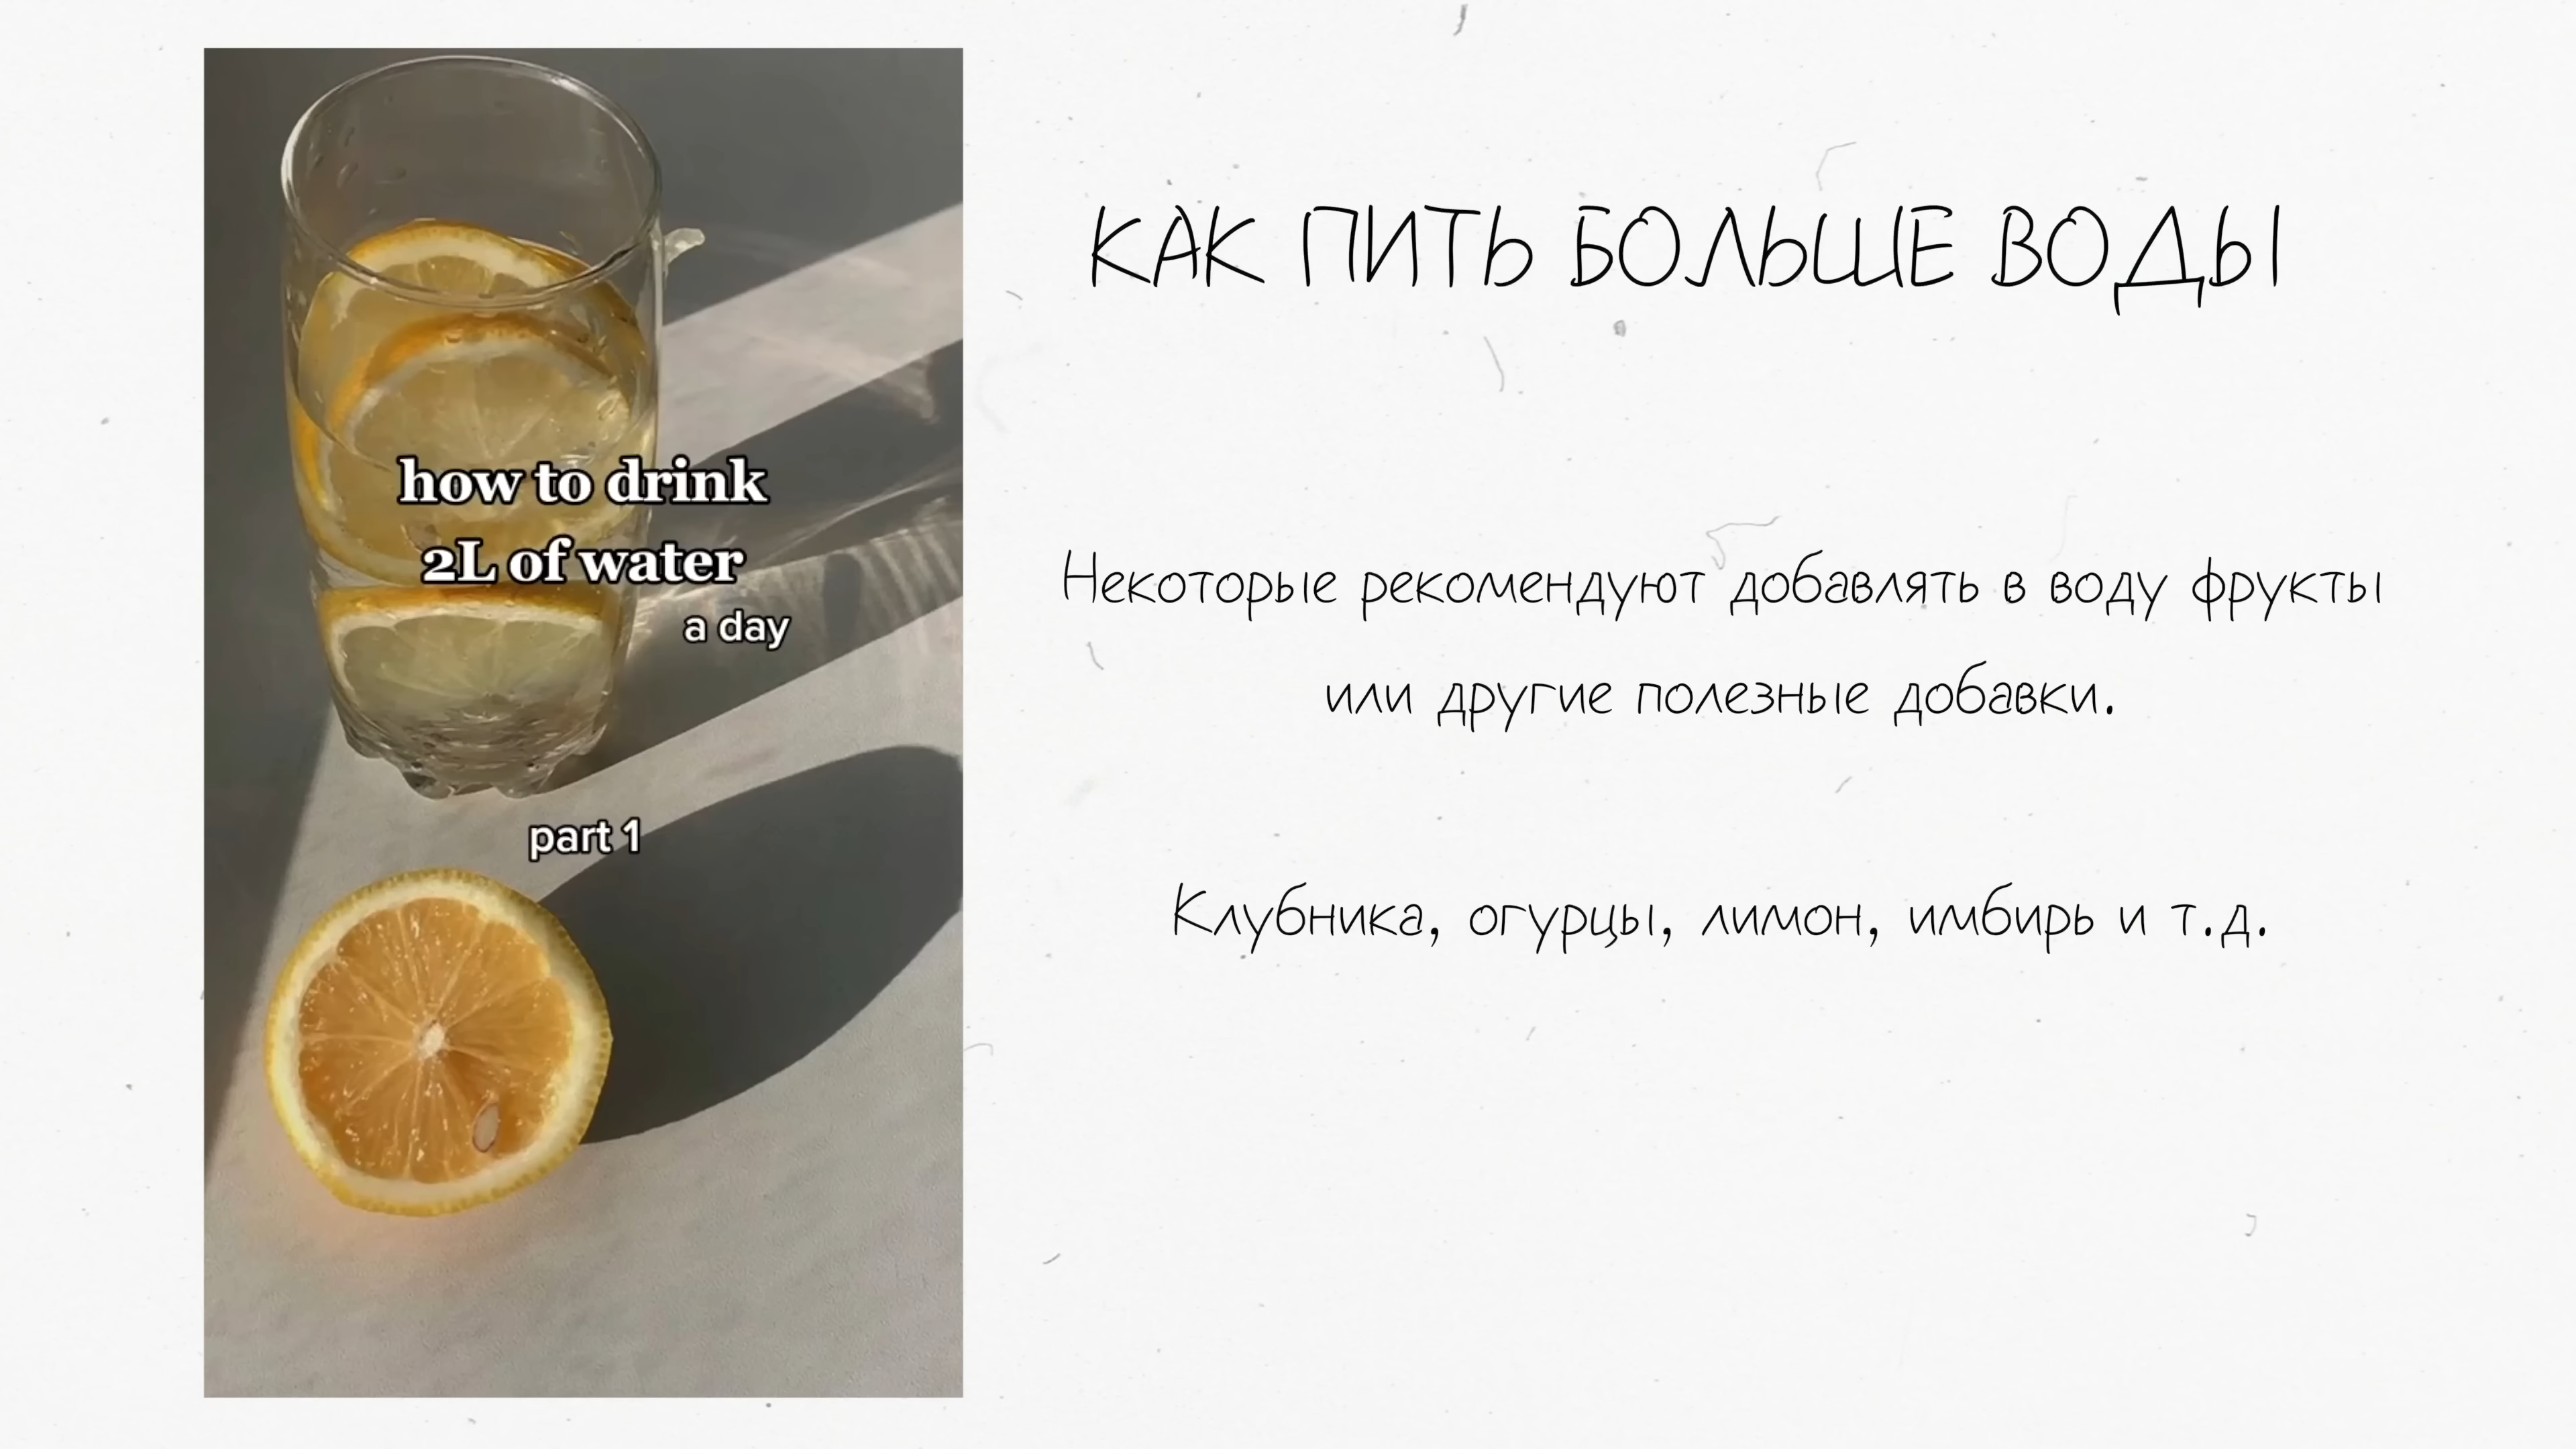 how to drink
2L of water
a day
part 1
КАК ПИТЬ БОЛЬШЕ ВОДЫ
Некоторые рекомендуют добавлять в воду фрукты
или другие полезные добавки.
Клубника, огурцы, лимон, имбирь и т.д.